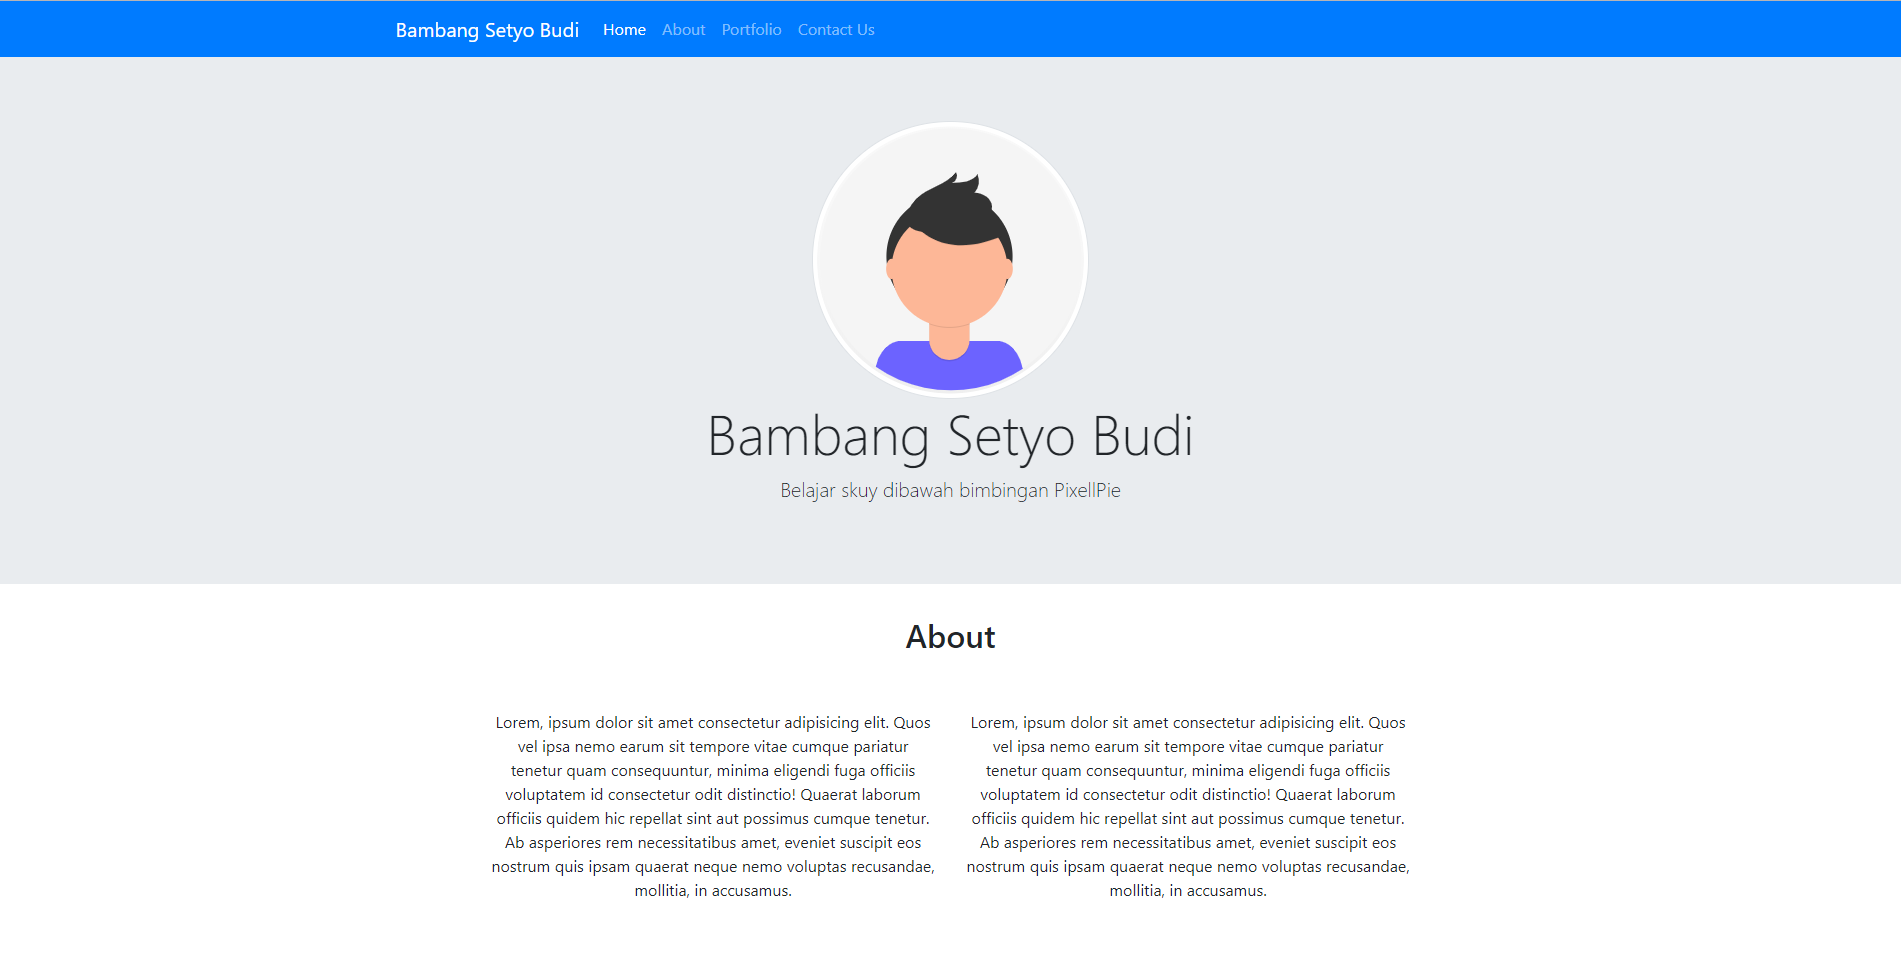 Bambang Setyo Budi Home About Portfolio Contact Us
Bambang Setyo Budi
Belajar skuy dibawah bimbingan PixellPie
About
Lorem, ipsum dolor sit amet consectetur adipisicing elit. Quos
vel ipsa nemo earum sit tempore vitae cumque pariatur
tenetur quam consequuntur, minima eligendi fuga officiis
voluptatem id consectetur odit distinctio! Quaerat laborum
officiis quidem hic repellat sint aut possimus cumque tenetur.
Ab asperiores rem necessitatibus amet, eveniet suscipit eos
nostrum quis ipsam quaerat neque nemo voluptas recusandae,
mollitia, in accusamus.
Lorem, ipsum dolor sit amet consectetur adipisicing elit. Quos
vel ipsa nemo earum sit tempore vitae cumque pariatur
tenetur quam consequuntur, minima eligendi fuga officiis
voluptatem id consectetur odit distinctio! Quaerat laborum
officiis quidem hic repellat sint aut possimus cumque tenetur.
Ab asperiores rem necessitatibus amet, eveniet suscipit eos
nostrum quis ipsam quaerat neque nemo voluptas recusandae,
mollitia, in accusamus.